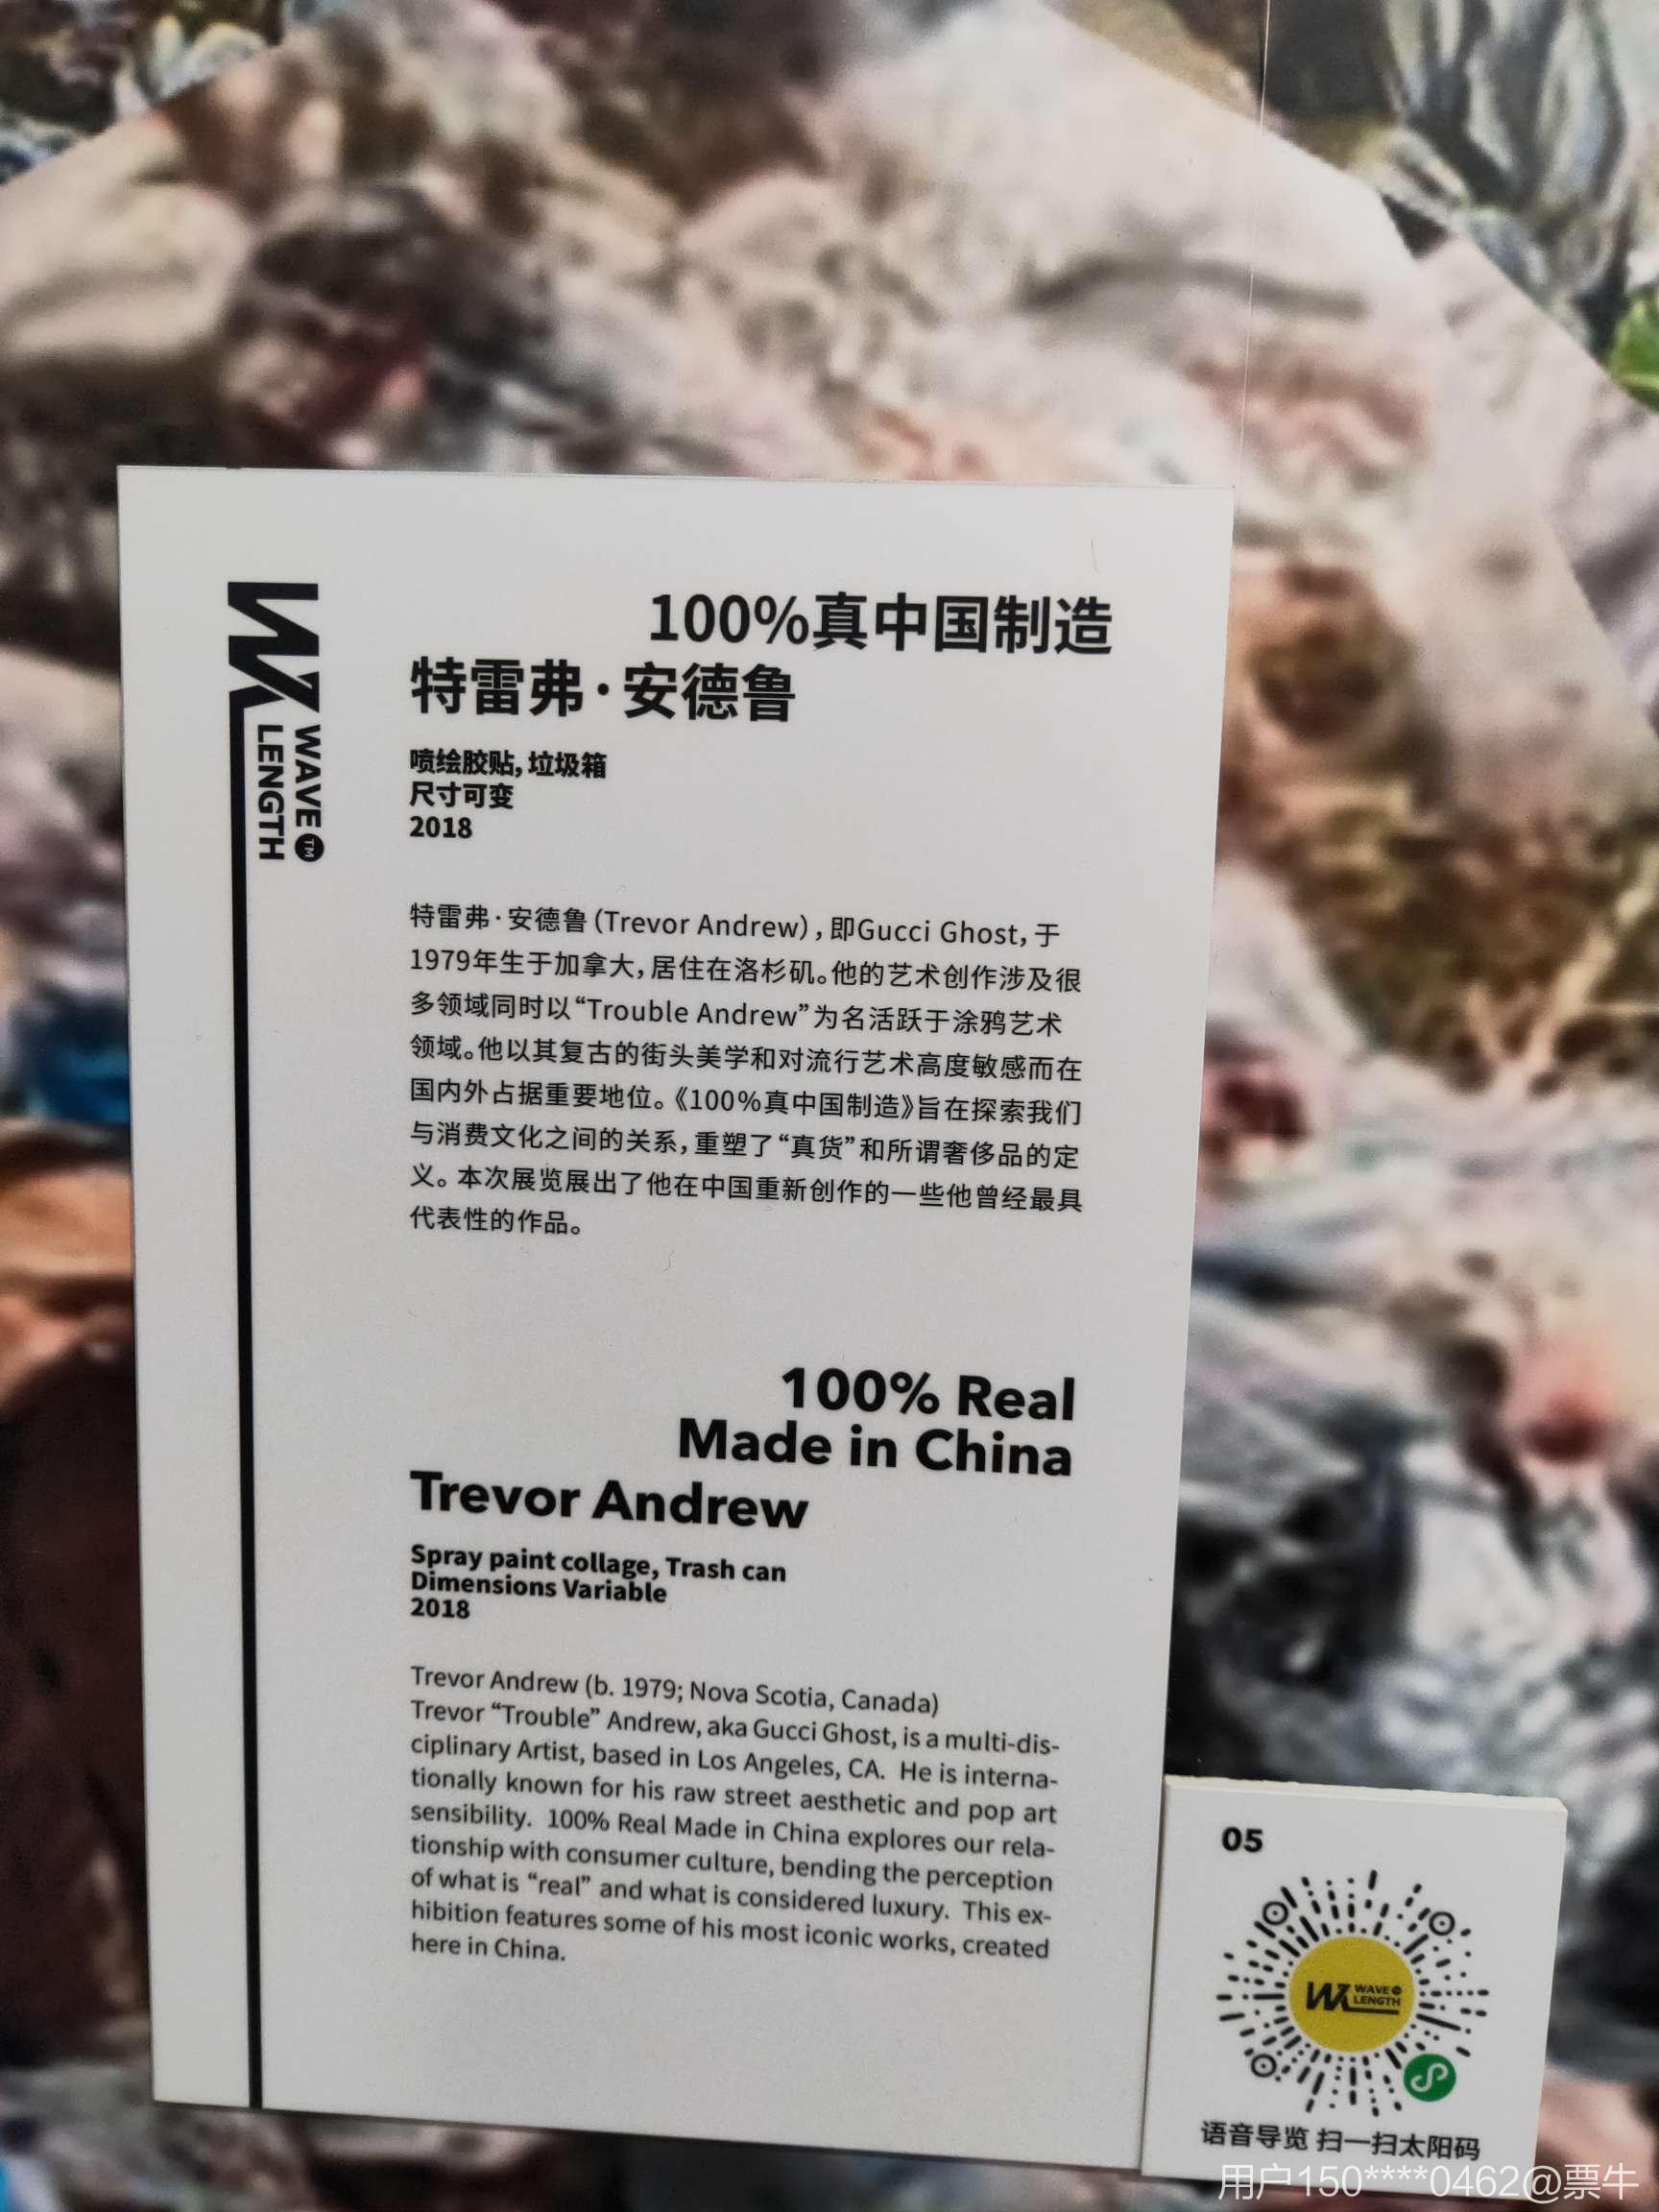 WAVE TM
LENGTH
100%真中国制造
特雷弗·安德鲁
喷绘胶贴,垃圾箱
尺寸可变
2018
特雷弗·安德鲁(Trevor Andrew),即Gucci Ghost,于
1979年生于加拿大,居住在洛杉矶。他的艺术创作涉及很
多领域同时以“Trouble Andrew”为名活跃于涂鸦艺术
领域。他以其复古的街头美学和对流行艺术高度敏感而在
国内外占据重要地位。《100%真中国制造》旨在探索我们
与消费文化之间的关系,重塑了“真货”和所谓奢侈品的定
义。本次展览展出了他在中国重新创作的一些他曾经最具
代表性的作品。
100% Real
Made in China
Trevor Andrew
Spray paint collage, Trash can
Dimensions Variable
2018
Trevor Andrew (b. 1979; Nova Scotia, Canada)
Trevor “Trouble” Andrew, aka Gucci Ghost, is a multi-dis-
ciplinary Artist, based in Los Angeles, CA. He is interna-
tionally known for his raw street aesthetic and pop art
sensibility. 100% Real Made in China explores our rela-
tionship with consumer culture, bending the perception
of what is “real” and what is considered luxury. This ex-
hibition features some of his most iconic works, created
here in China.
05
WAVE
LENGTH
语音导览 扫一扫太阳码
用户150****0462@票牛